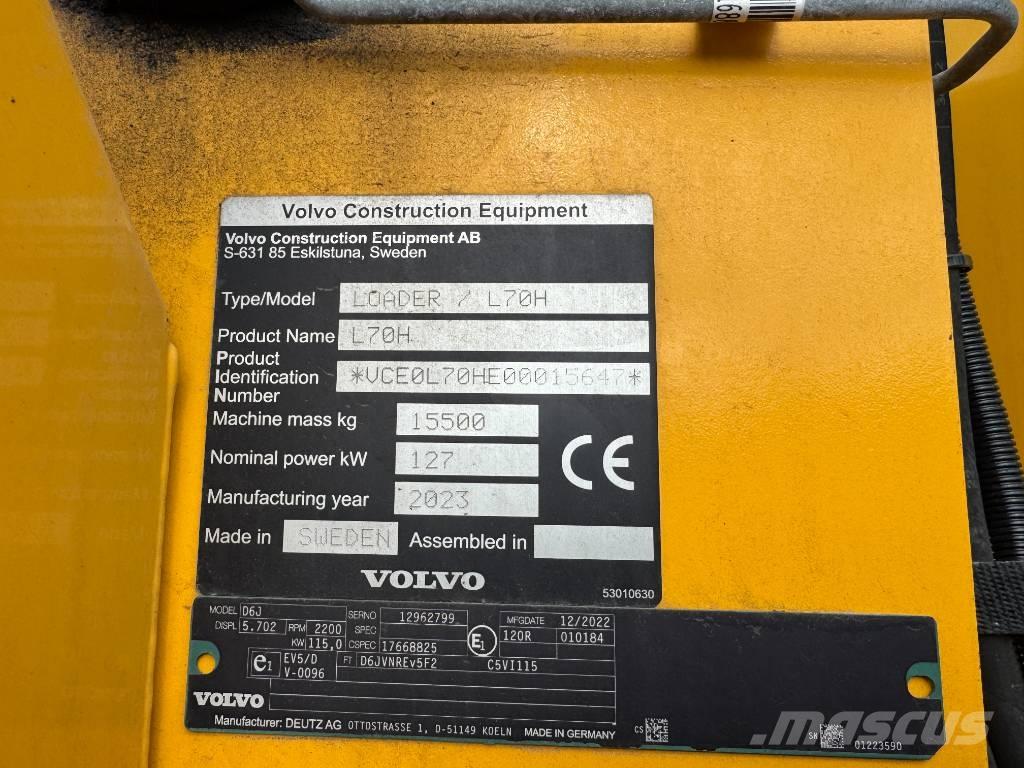 Volvo Construction Equipment
Volvo Construction Equipment AB
S-631 85 Eskilstuna, Sweden
Type/Model LOADER / L70H
Product Name L70H
Product
Identification *VCE0L70HE00015647*
Number
Machine mass kg 15500
Nominal power kW 127
Manufacturing year 2023
CE
Made in SWEDEN Assembled in
VOLVO
53010630
MODEL D6J SERNO 12962799 MFGDATE 12/2022
DISPL 5.702 RPM 2200 SPEC E1 120R 010184
KW 115,0 CSPEC 17668825
e1 EV5/D FT D6JVNREv5F2 C5VI115
V-0096
VOLVO
Manufacturer: DEUTZ AG OTTOSTRASSE 1, D-51149 KOELN MADE IN GERMANY CS SN 01223590
MASCUS